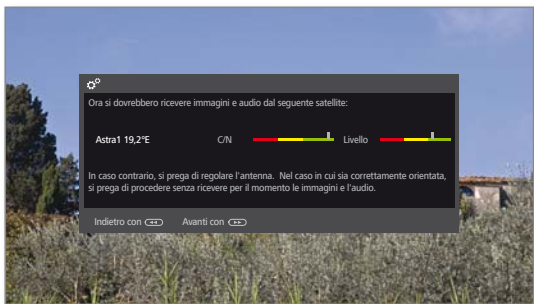 Ora si dovrebbero ricevere immagini e audio dal seguente satellite:
Astra1 19,2°E C/N Livello
In caso contrario, si prega di regolare l'antenna. Nel caso in cui sia correttamente orientata,
si prega di procedere senza ricevere per il momento le immagini e l'audio.
Indietro con Avanti con